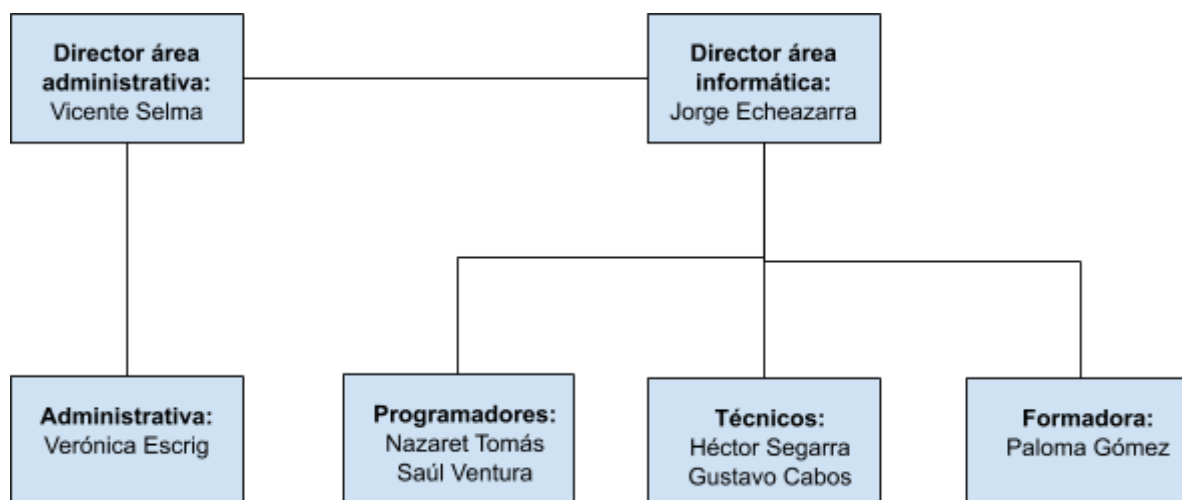 Director área
administrativa:
Vicente Selma
Director área
informática:
Jorge Echeazarra
Administrativa:
Verónica Escrig
Programadores:
Nazaret Tomás
Saúl Ventura
Técnicos:
Héctor Segarra
Gustavo Cabos
Formadora:
Paloma Gómez